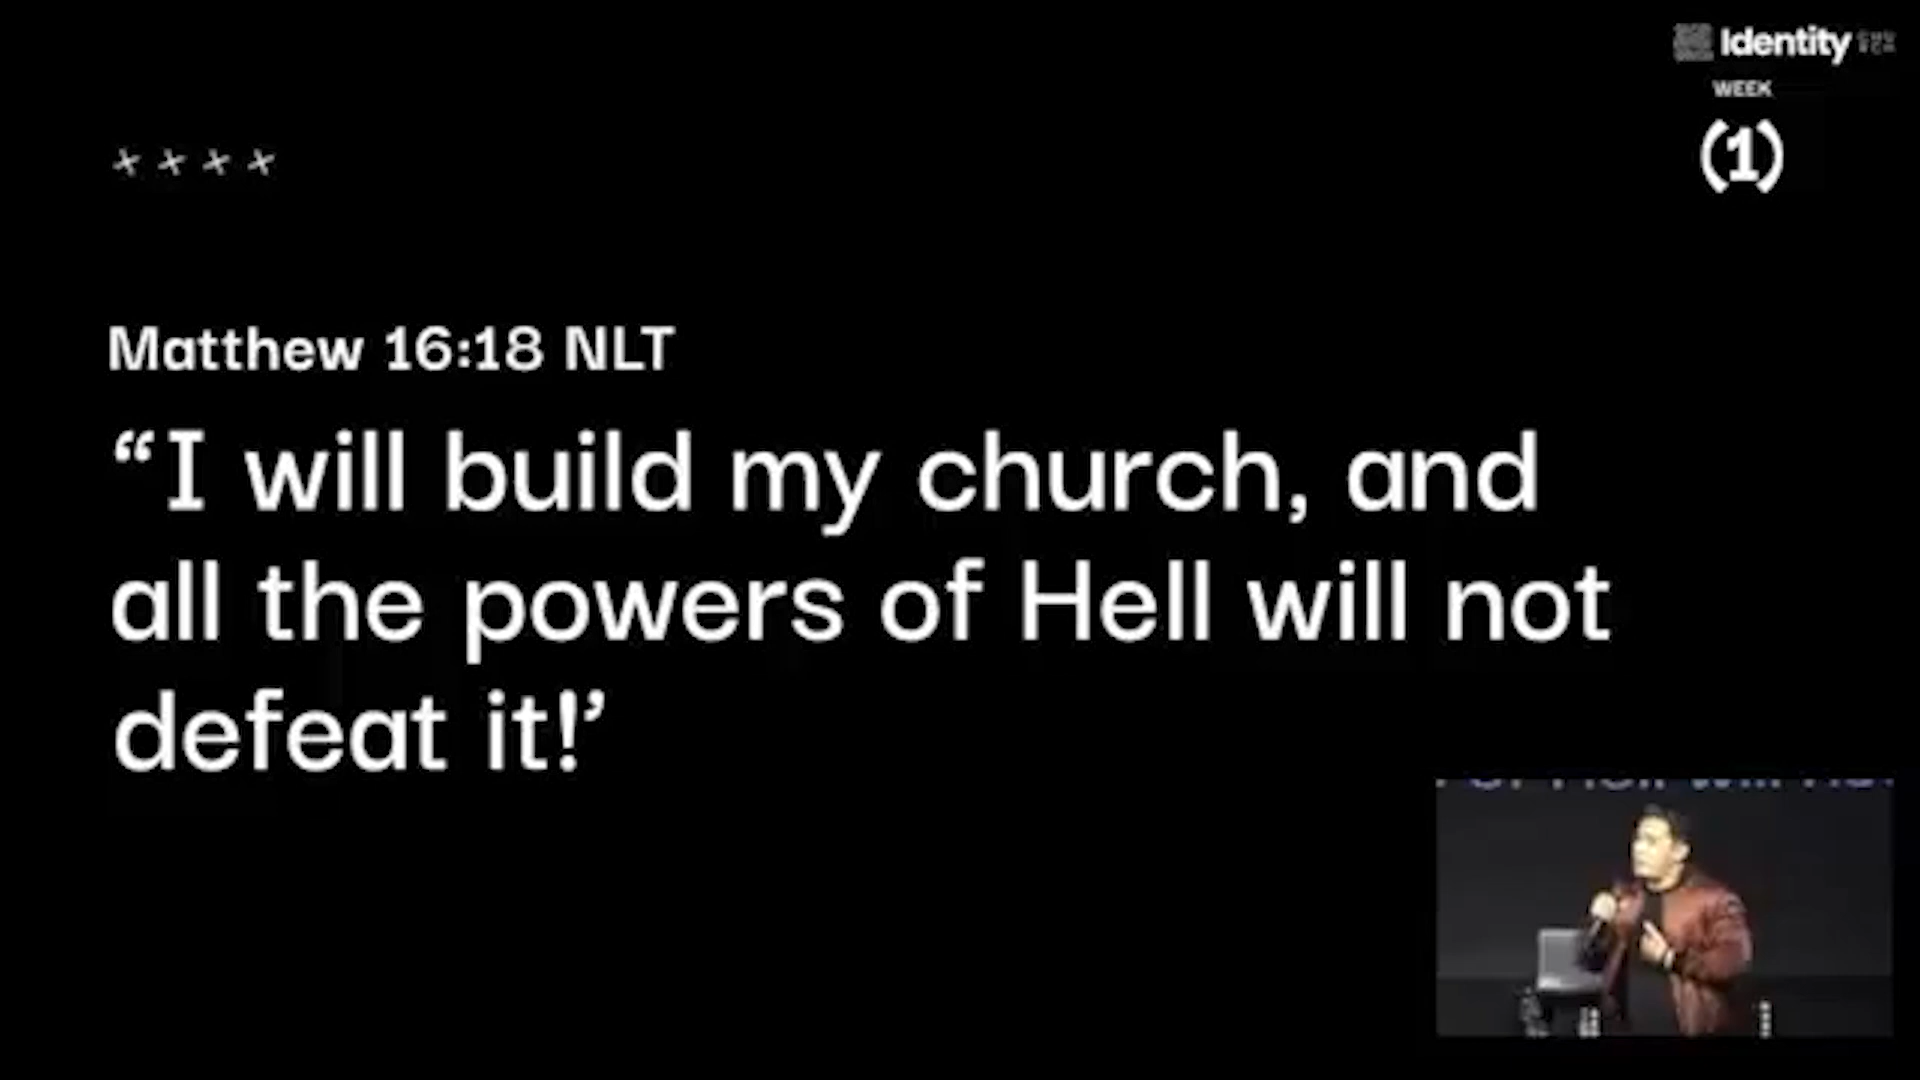 Identity
WEEK
(1)
Matthew 16:18 NLT
“I will build my church, and
all the powers of Hell will not
defeat it!’